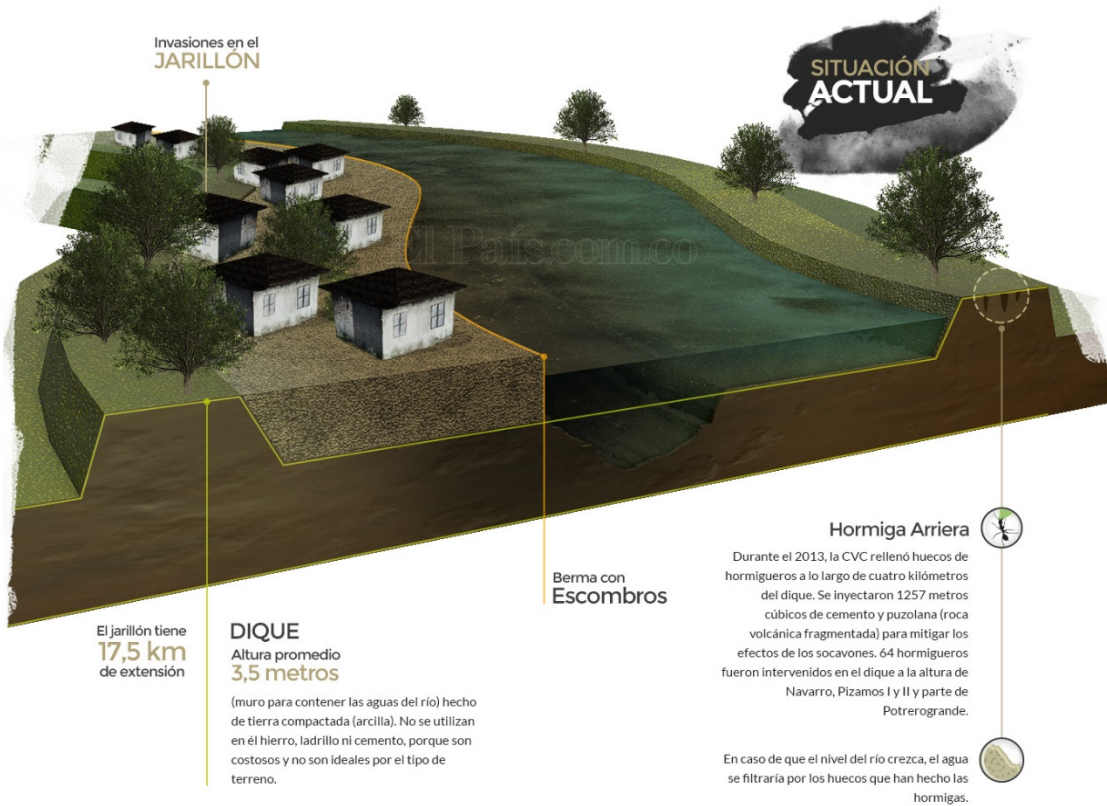 Invasiones en el
JARILLÓN
SITUACIÓN
ACTUAL
El País.com.co
Hormiga Arriera
Durante el 2013, la CVC rellenó huecos de
hormigueros a lo largo de cuatro kilómetros
del dique. Se inyectaron 1257 metros
cúbicos de cemento y puzolana (roca
volcánica fragmentada) para mitigar los
efectos de los socavones. 64 hormigueros
fueron intervenidos en el dique a la altura de
Navarro, Pizamos I y II y parte de
Potrerogrande.
En caso de que el nivel del río crezca, el agua
se filtraría por los huecos que han hecho las
hormigas.
Berma con
Escombros
El jarillón tiene
17,5 km
de extensión
DIQUE
Altura promedio
3,5 metros
(muro para contener las aguas del río) hecho
de tierra compactada (arcilla). No se utilizan
en él hierro, ladrillo ni cemento, porque son
costosos y no son ideales por el tipo de
terreno.